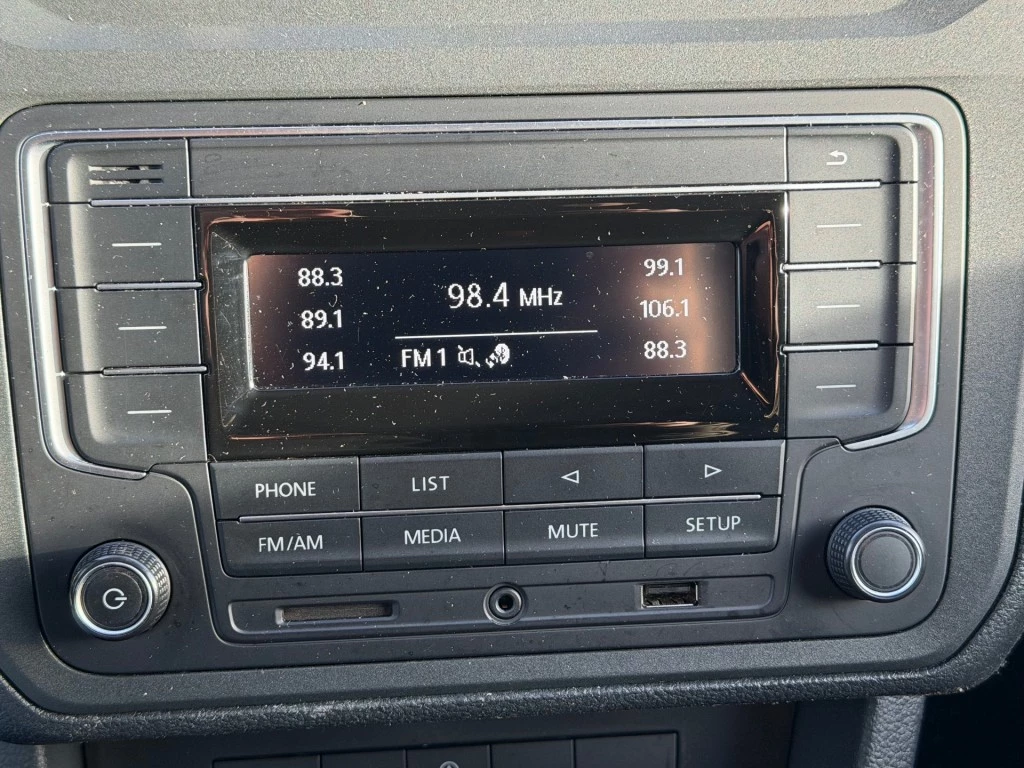 88.3
98.4 MHz
99.1
89.1
106.1
94.1
FM 1
88.3
PHONE
LIST
FM/AM
MEDIA
MUTE
SETUP